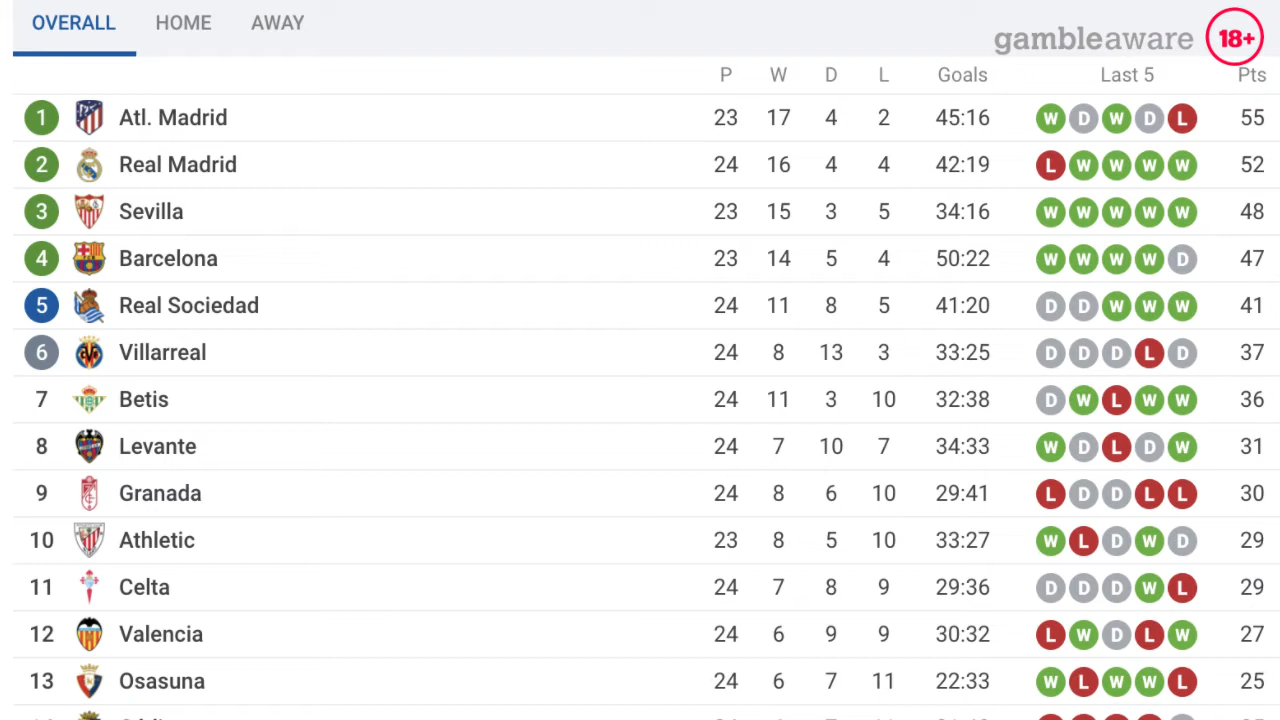 OVERALL HOME AWAY gambleaware 18+
P W D L Goals Last 5 Pts
1 Atl. Madrid 23 17 4 2 45:16 W D W D L 55
2 Real Madrid 24 16 4 4 42:19 L W W W W 52
3 Sevilla 23 15 3 5 34:16 W W W W W 48
4 Barcelona 23 14 5 4 50:22 W W W W D 47
5 Real Sociedad 24 11 8 5 41:20 D D W W W 41
6 Villarreal 24 8 13 3 33:25 D D D L D 37
7 Betis 24 11 3 10 32:38 D W L W W 36
8 Levante 24 7 10 7 34:33 W D L D W 31
9 Granada 24 8 6 10 29:41 L D D L L 30
10 Athletic 23 8 5 10 33:27 W L D W D 29
11 Celta 24 7 8 9 29:36 D D D W L 29
12 Valencia 24 6 9 9 30:32 L W D L W 27
13 Osasuna 24 6 7 11 22:33 W L W W L 25